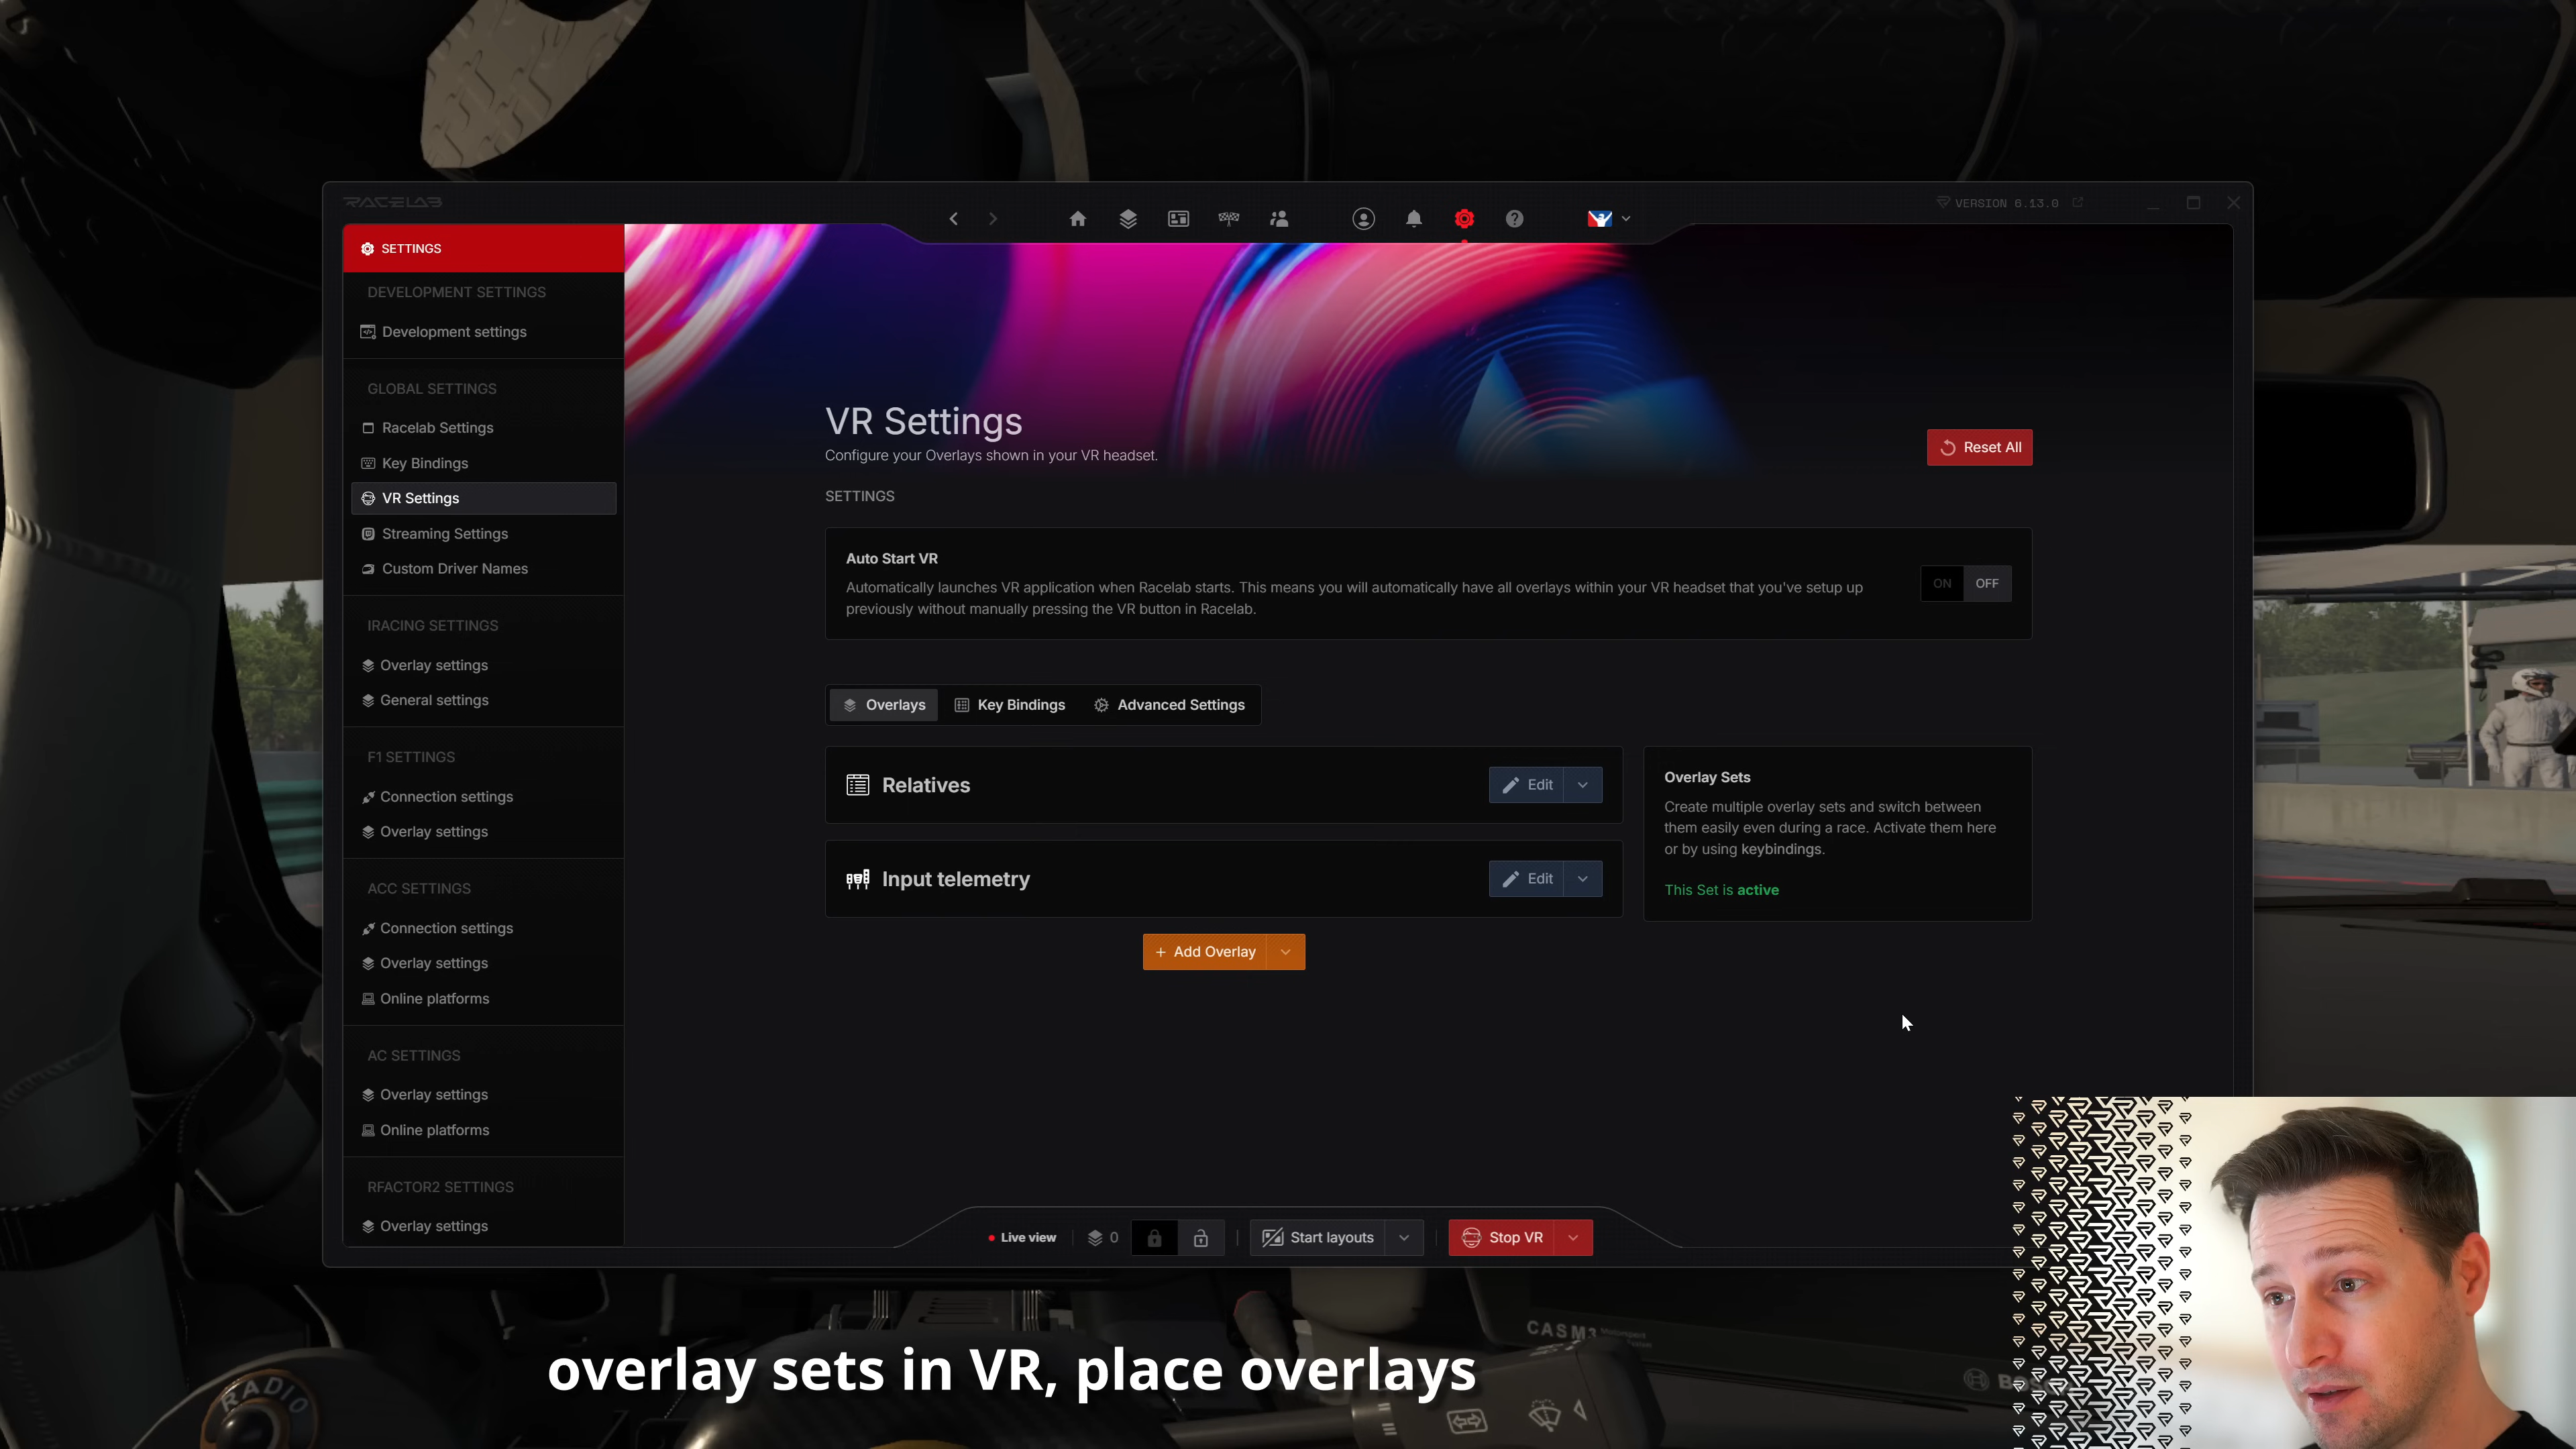 RACELAB
VERSION 6.13.0
SETTINGS
DEVELOPMENT SETTINGS
Development settings
GLOBAL SETTINGS
Racelab Settings
Key Bindings
VR Settings
Streaming Settings
Custom Driver Names
IRACING SETTINGS
Overlay settings
General settings
F1 SETTINGS
Connection settings
Overlay settings
ACC SETTINGS
Connection settings
Overlay settings
Online platforms
AC SETTINGS
Overlay settings
Online platforms
RFACTOR2 SETTINGS
Overlay settings
VR Settings
Configure your Overlays shown in your VR headset.
Reset All
SETTINGS
Auto Start VR
Automatically launches VR application when Racelab starts. This means you will automatically have all overlays within your VR headset that you've setup up
previously without manually pressing the VR button in Racelab.
ON OFF
Overlays Key Bindings Advanced Settings
Relatives
Edit
Input telemetry
Edit
+ Add Overlay
Overlay Sets
Create multiple overlay sets and switch between
them easily even during a race. Activate them here
or by using keybindings.
This Set is active
Live view 0 Start layouts Stop VR
CASM3
RADIO
overlay sets in VR, place overlays